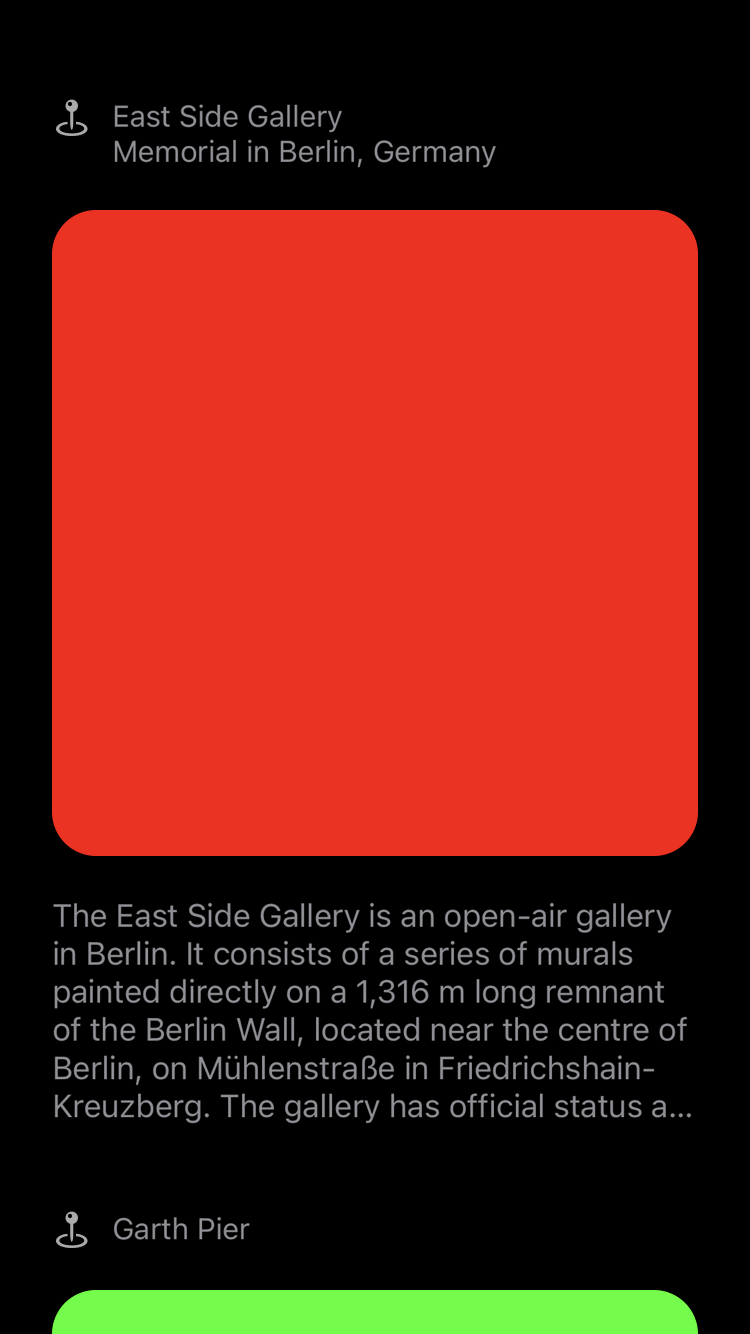 East Side Gallery
Memorial in Berlin, Germany
The East Side Gallery is an open-air gallery
in Berlin. It consists of a series of murals
painted directly on a 1,316 m long remnant
of the Berlin Wall, located near the centre of
Berlin, on Mühlenstraße in Friedrichshain-
Kreuzberg. The gallery has official status a...
Garth Pier